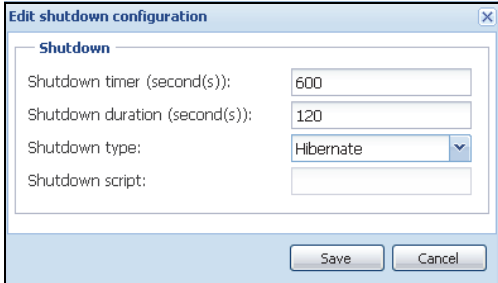 Edit shutdown configuration
Shutdown
Shutdown timer (second(s)): 600
Shutdown duration (second(s)): 120
Shutdown type: Hibernate
Shutdown script:
Save Cancel